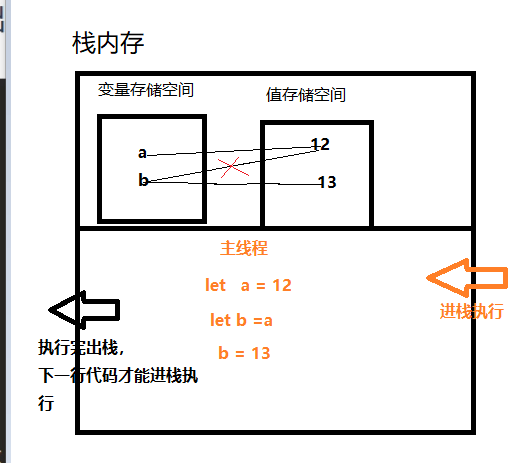 栈内存
变量存储空间
值存储空间
a
12
b
13
主线程
let a = 12
let b =a
b = 13
进栈执行
执行完出栈，
下一行代码才能进栈执
行